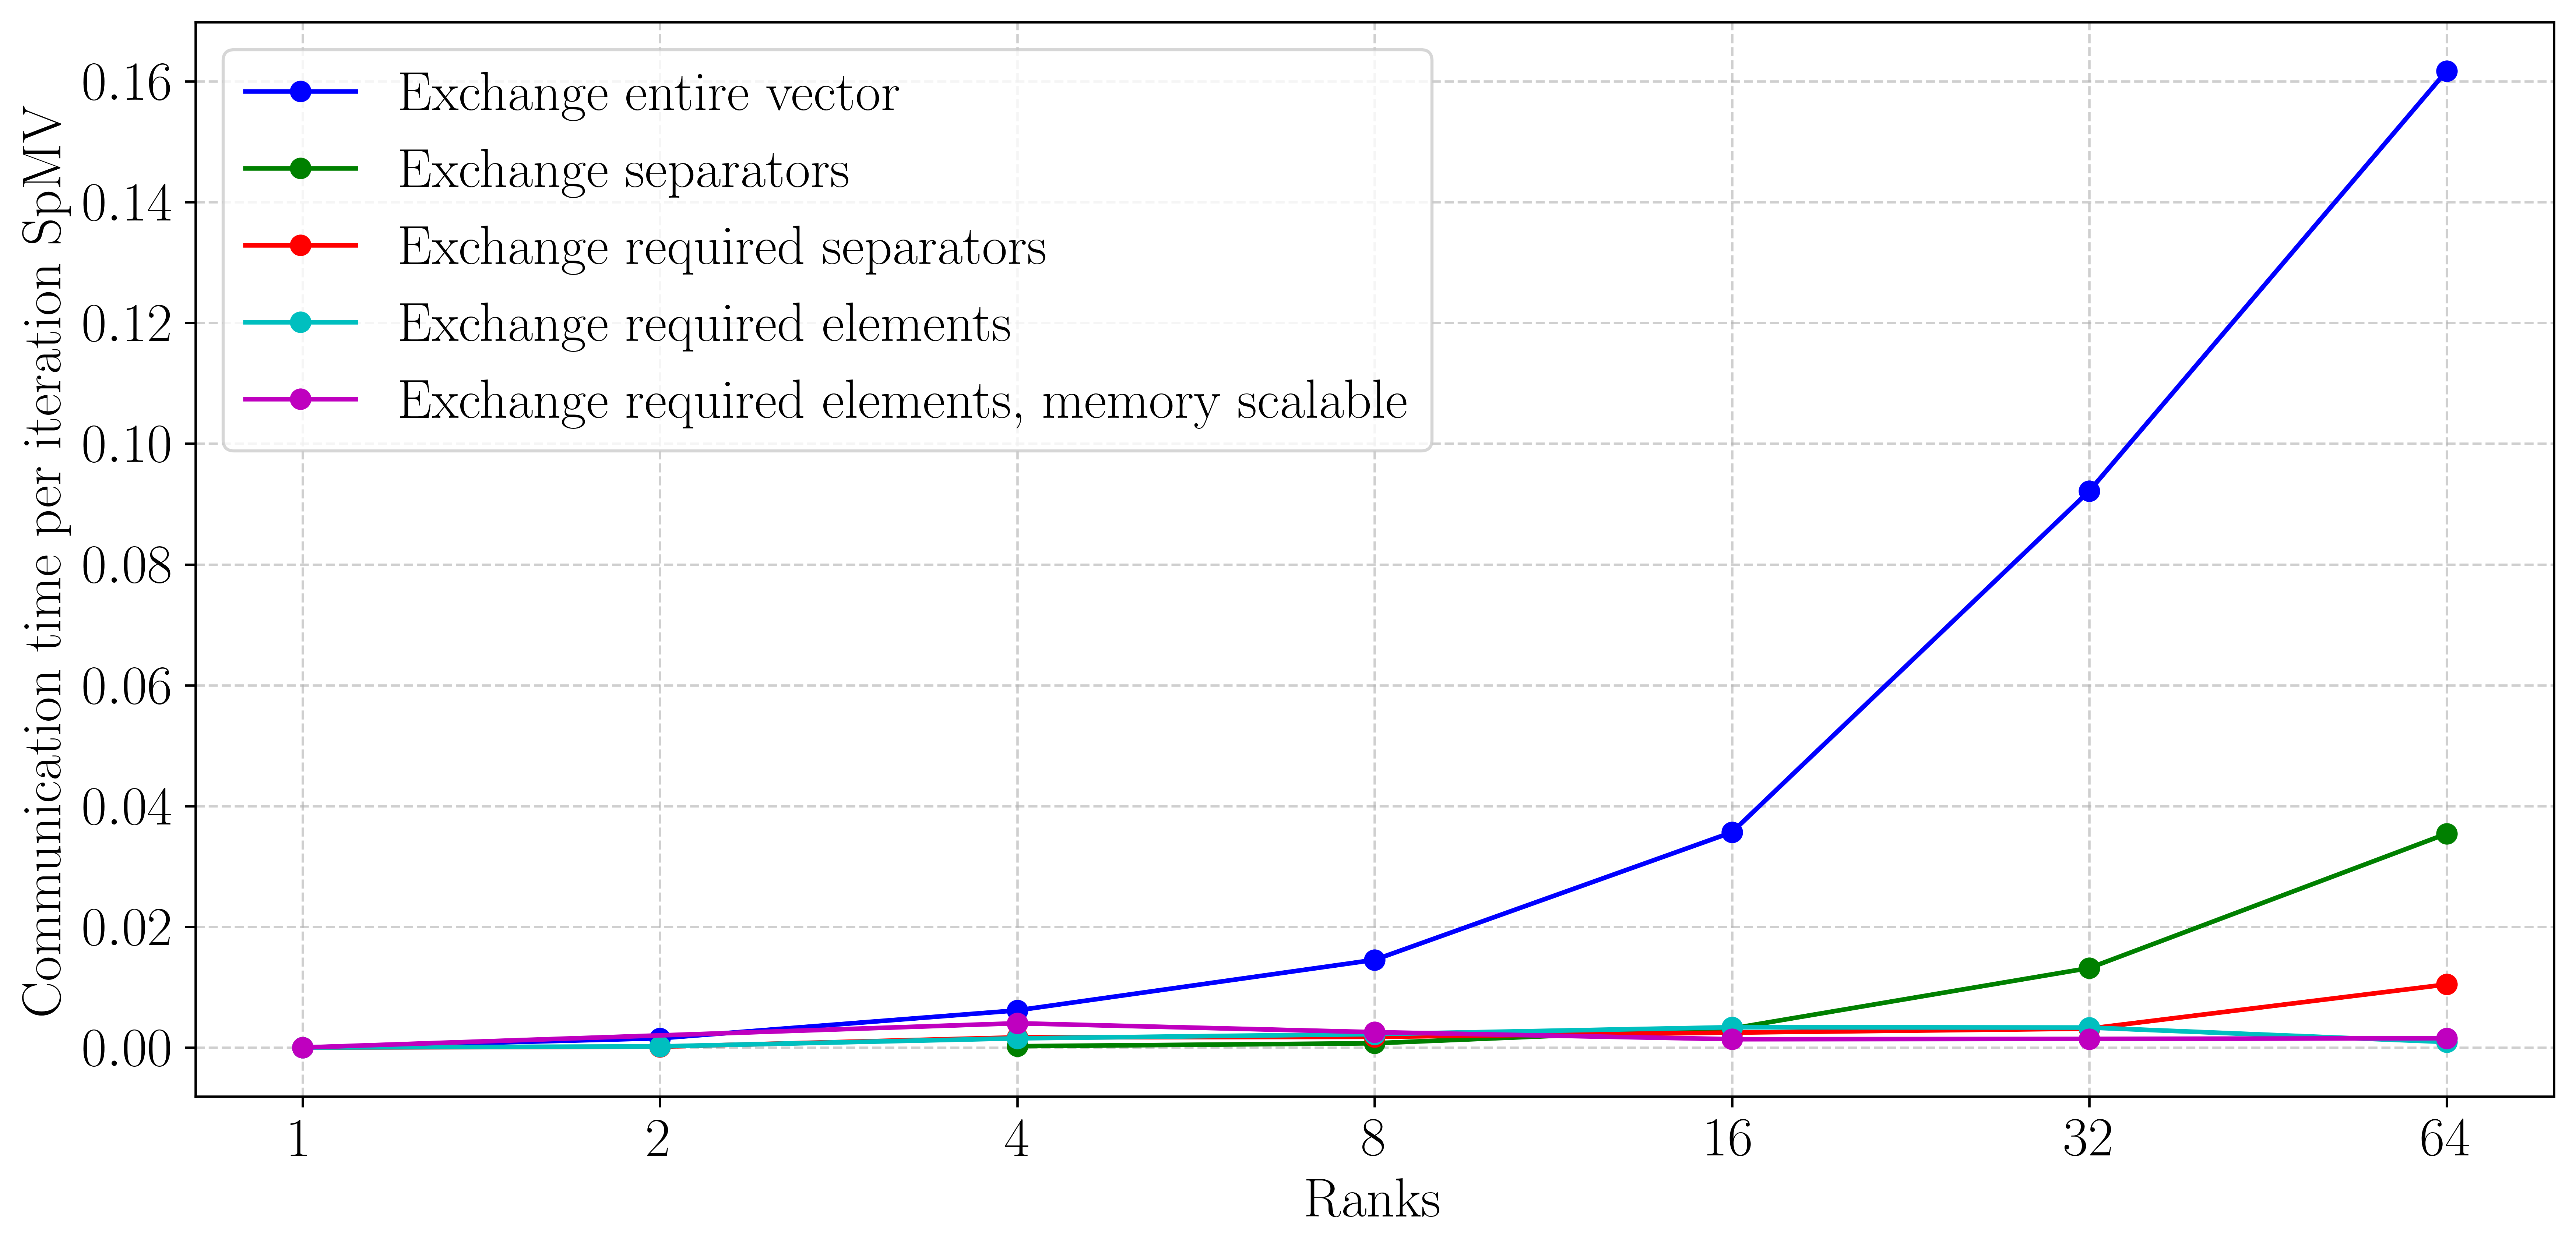 Communication time per iteration SpMV
0.16
0.14
0.12
0.10
0.08
0.06
0.04
0.02
0.00
Exchange entire vector
Exchange separators
Exchange required separators
Exchange required elements
Exchange required elements, memory scalable
1 2 4 8 16 32 64
Ranks